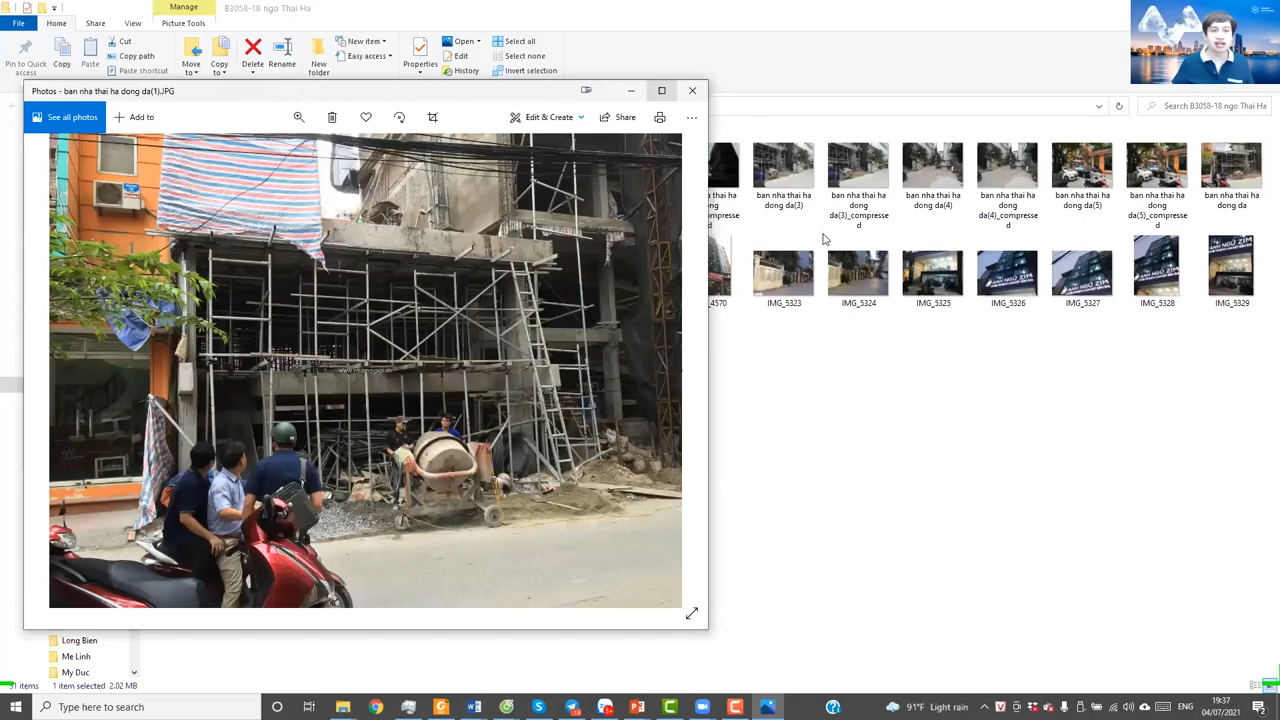 Manage
B3058-18 ngo Thai Ha
File
Home
Share
View
Picture Tools
Pin to Quick access
Copy
Paste
Cut
Copy path
Paste shortcut
Move to
Copy to
Delete
Rename
New folder
New item
Easy access
Properties
Open
Edit
History
Select all
Select none
Invert selection
Photos - ban nha thai ha dong da(1).JPG
Search B3058-18 ngo Thai Ha
See all photos
Add to
Edit & Create
Share
ban nha thai ha dong da(3)
ban nha thai ha dong da(3)_compressed
ban nha thai ha dong da(4)
ban nha thai ha dong da(4)_compressed
ban nha thai ha dong da(5)
ban nha thai ha dong da(5)_compressed
ban nha thai ha dong da
ANH NGỮ ZIM
_4570
IMG_5323
IMG_5324
IMG_5325
IMG_5326
IMG_5327
IMG_5328
IMG_5329
Long Bien
Me Linh
My Duc
31 items
1 item selected
2.02 MB
Type here to search
91°F Light rain
19:37
04/07/2021